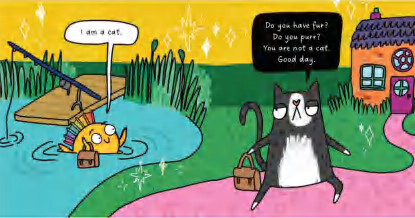 I am a cat.
Do you have fur?
Do you purr?
You are not a cat.
Good day.